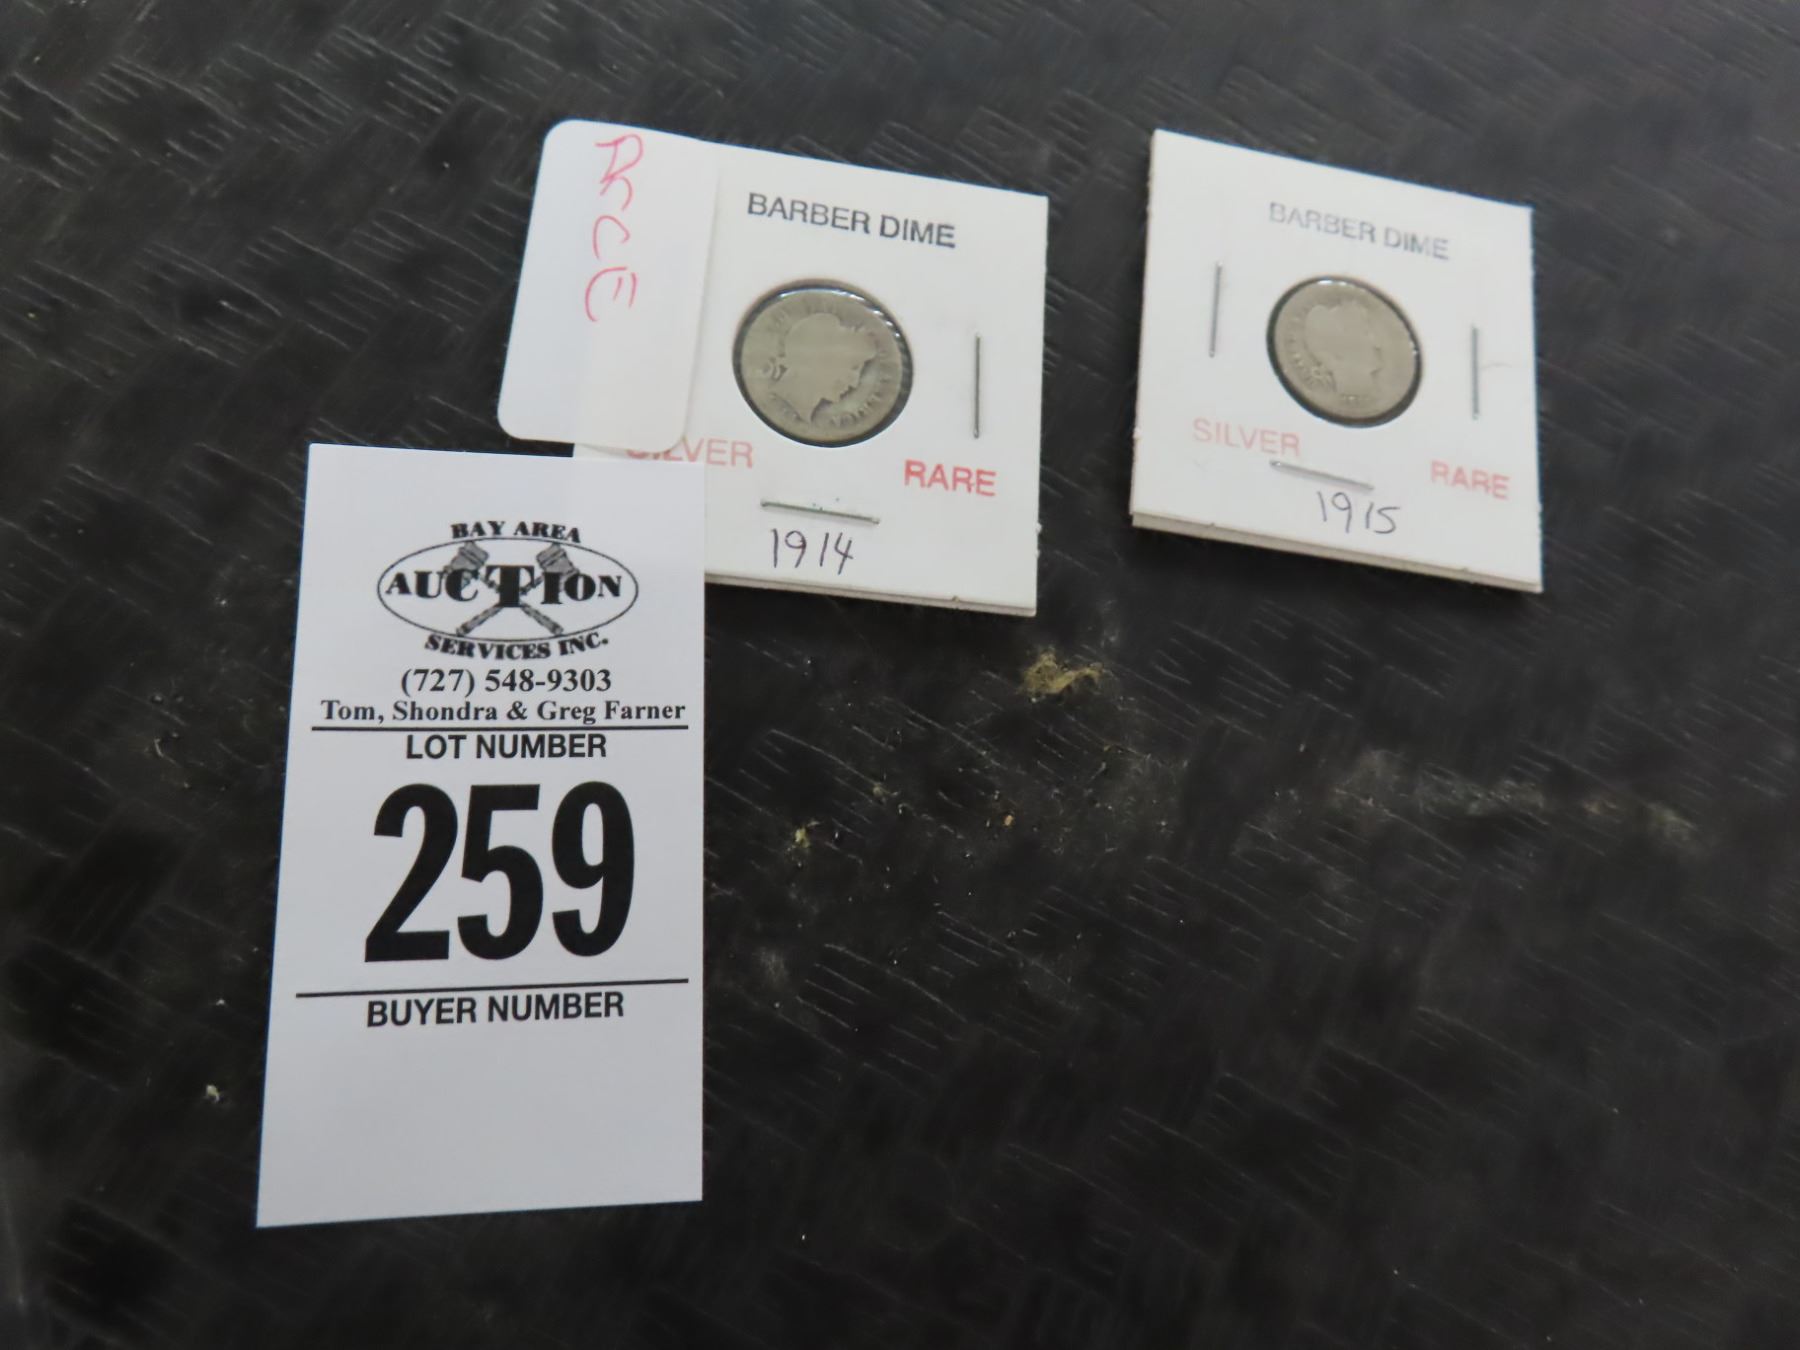 BARBER DIME
SILVER
RARE
1914
BARBER DIME
SILVER
RARE
1915
BAY AREA
AUCTION
SERVICES INC.
(727) 548-9303
Tom, Shondra & Greg Farner
LOT NUMBER
259
BUYER NUMBER